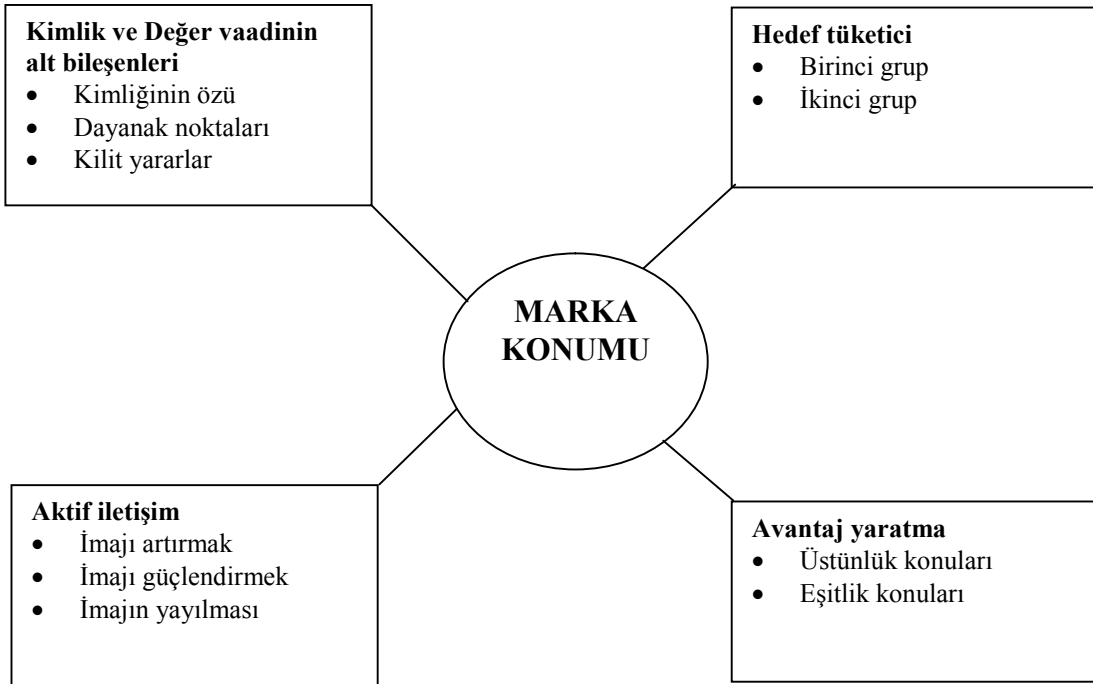 Kimlik ve Değer vaadinin
alt bileşenleri
• Kimliğinin özü
• Dayanak noktaları
• Kilit yararlar
Hedef tüketici
• Birinci grup
• İkinci grup
MARKA
KONUMU
Aktif iletişim
• İmajı artırmak
• İmajı güçlendirmek
• İmajın yayılması
Avantaj yaratma
• Üstünlük konuları
• Eşitlik konuları